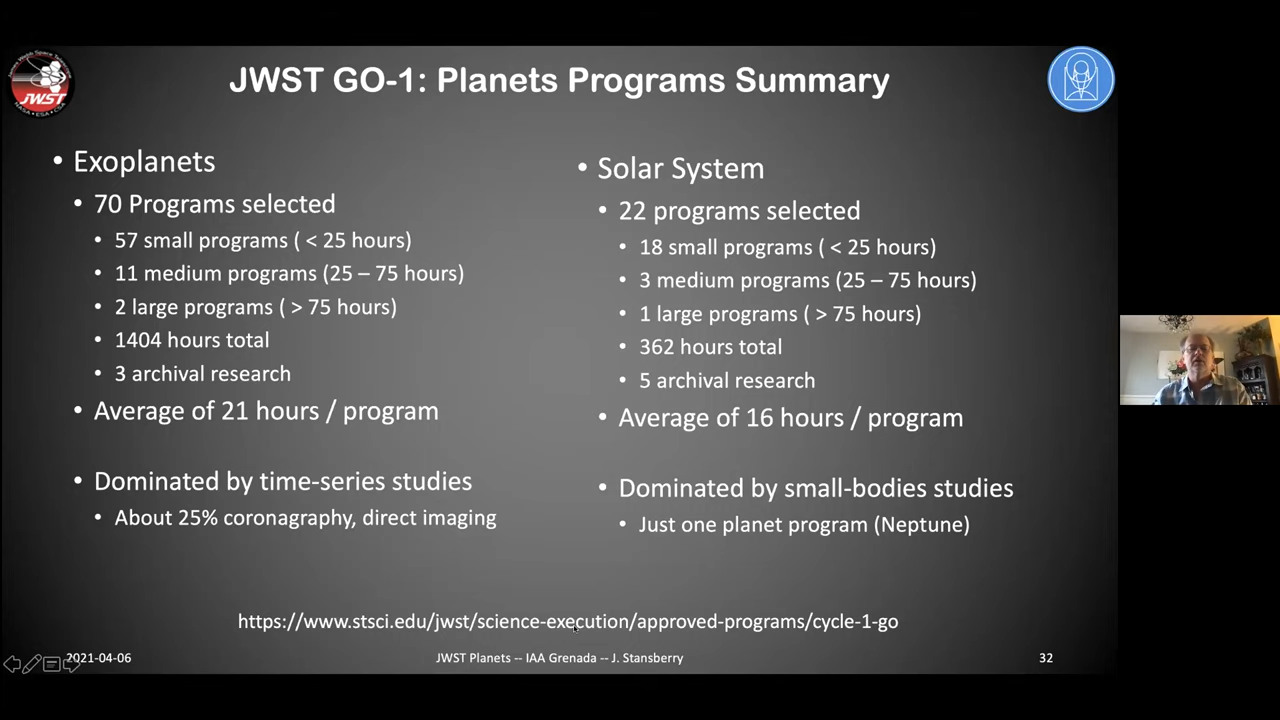 JWST GO-1: Planets Programs Summary
JWST
• Exoplanets
• 70 Programs selected
• 57 small programs ( < 25 hours)
• 11 medium programs (25 – 75 hours)
• 2 large programs ( > 75 hours)
• 1404 hours total
• 3 archival research
• Average of 21 hours / program
• Dominated by time-series studies
• About 25% coronagraphy, direct imaging
• Solar System
• 22 programs selected
• 18 small programs ( < 25 hours)
• 3 medium programs (25 – 75 hours)
• 1 large programs ( > 75 hours)
• 362 hours total
• 5 archival research
• Average of 16 hours / program
• Dominated by small-bodies studies
• Just one planet program (Neptune)
https://www.stsci.edu/jwst/science-execution/approved-programs/cycle-1-go
2021-04-06
JWST Planets -- IAA Grenada -- J. Stansberry
32